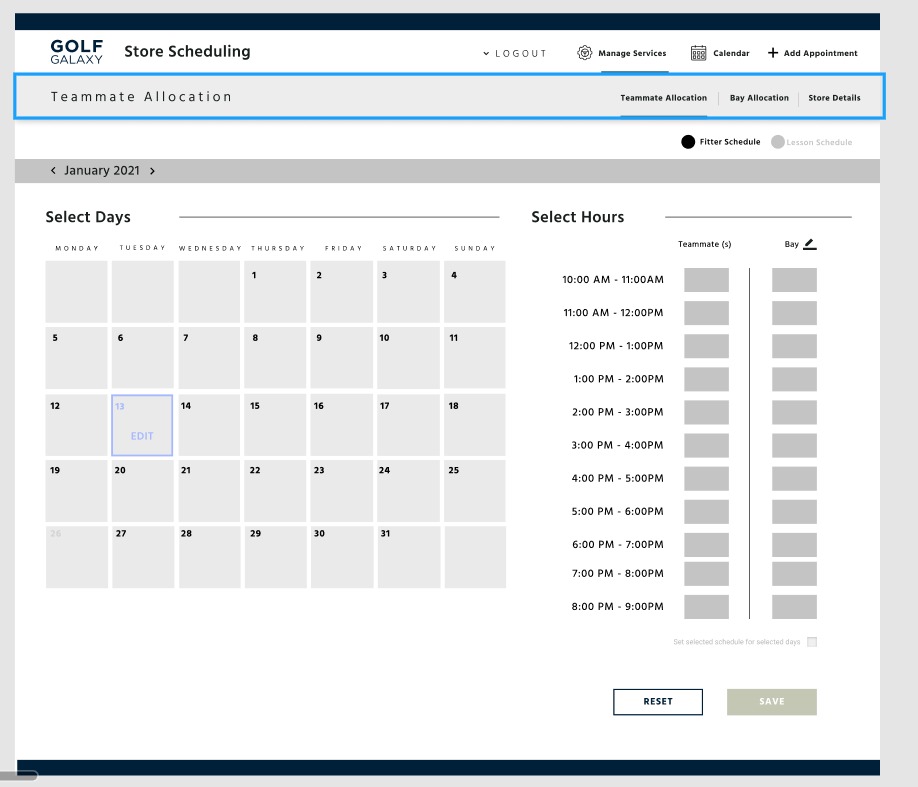 GOLF
GALAXY
Store Scheduling
LOGOUT
Manage Services
Calendar
Add Appointment
Teammate Allocation
Teammate Allocation
Bay Allocation
Store Details
Fitter Schedule
Lesson Schedule
January 2021
Select Days
Select Hours
MONDAY TUESDAY WEDNESDAY THURSDAY FRIDAY SATURDAY SUNDAY
Teammate (s) Bay
1 2 3 4
5 6 7 8 9 10 11
12 13 14 15 16 17 18
EDIT
19 20 21 22 23 24 25
26 27 28 29 30 31
10:00 AM - 11:00AM
11:00 AM - 12:00PM
12:00 PM - 1:00PM
1:00 PM - 2:00PM
2:00 PM - 3:00PM
3:00 PM - 4:00PM
4:00 PM - 5:00PM
5:00 PM - 6:00PM
6:00 PM - 7:00PM
7:00 PM - 8:00PM
8:00 PM - 9:00PM
Set selected schedule for selected days
RESET
SAVE